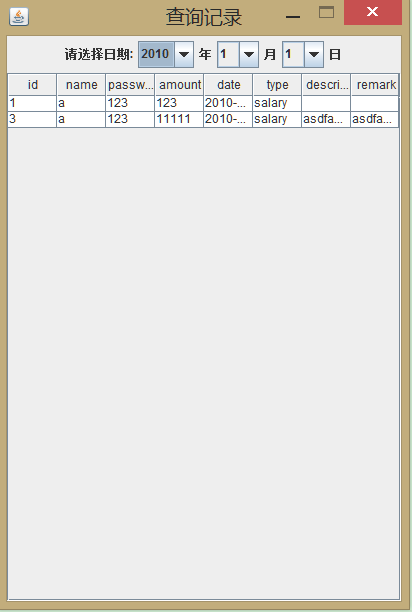 查询记录
请选择日期: 2010 年 1 月 1 日
id name passw... amount date type descri... remark
1 a 123 123 2010-... salary
3 a 123 11111 2010-... salary asdfa... asdfa...